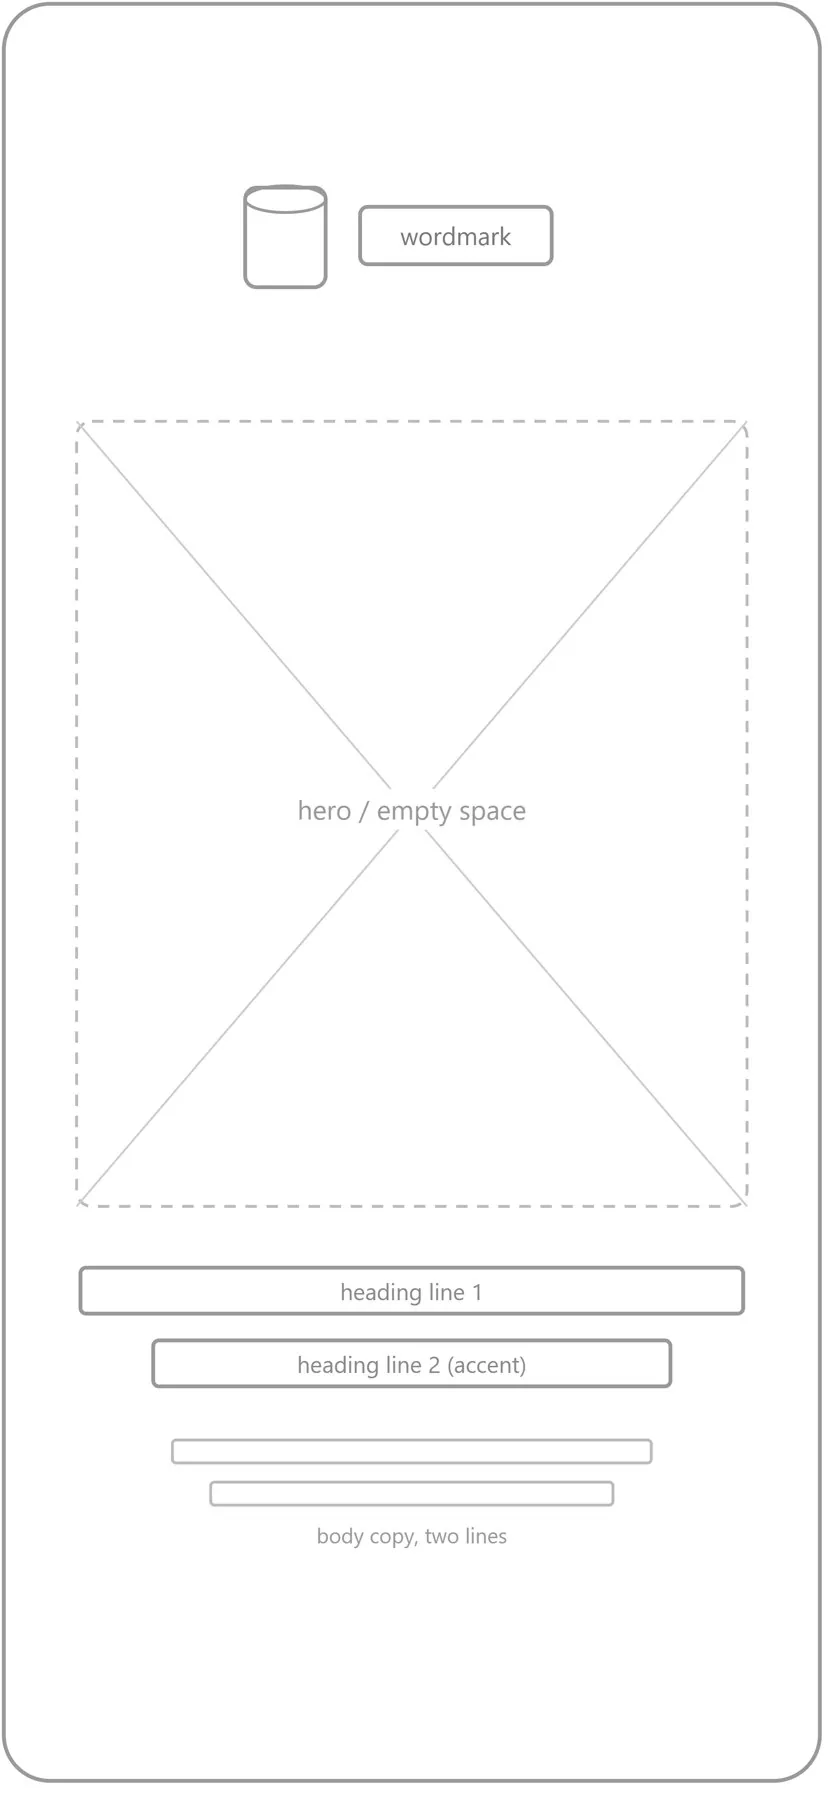 wordmark
hero / empty space
heading line 1
heading line 2 (accent)
body copy, two lines